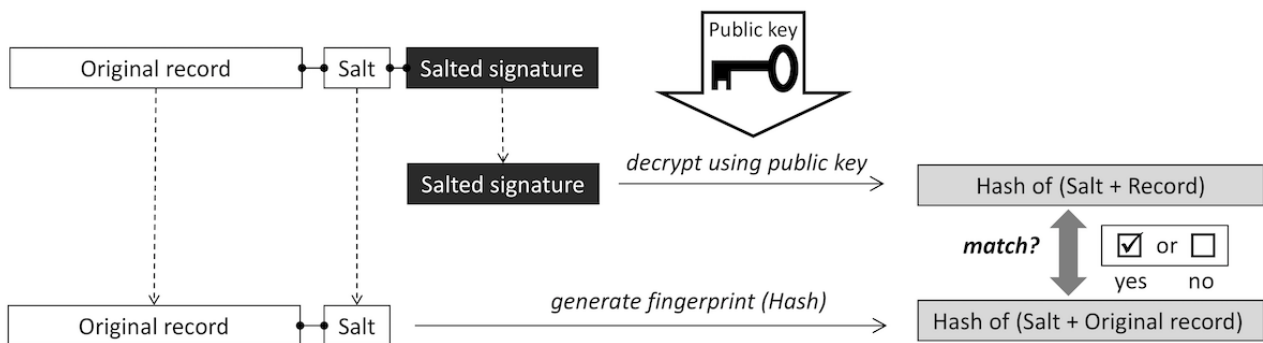 Public key
Original record
Salt
Salted signature
decrypt using public key
Salted signature
Hash of (Salt + Record)
match?
or
yes
no
generate fingerprint (Hash)
Original record
Salt
Hash of (Salt + Original record)